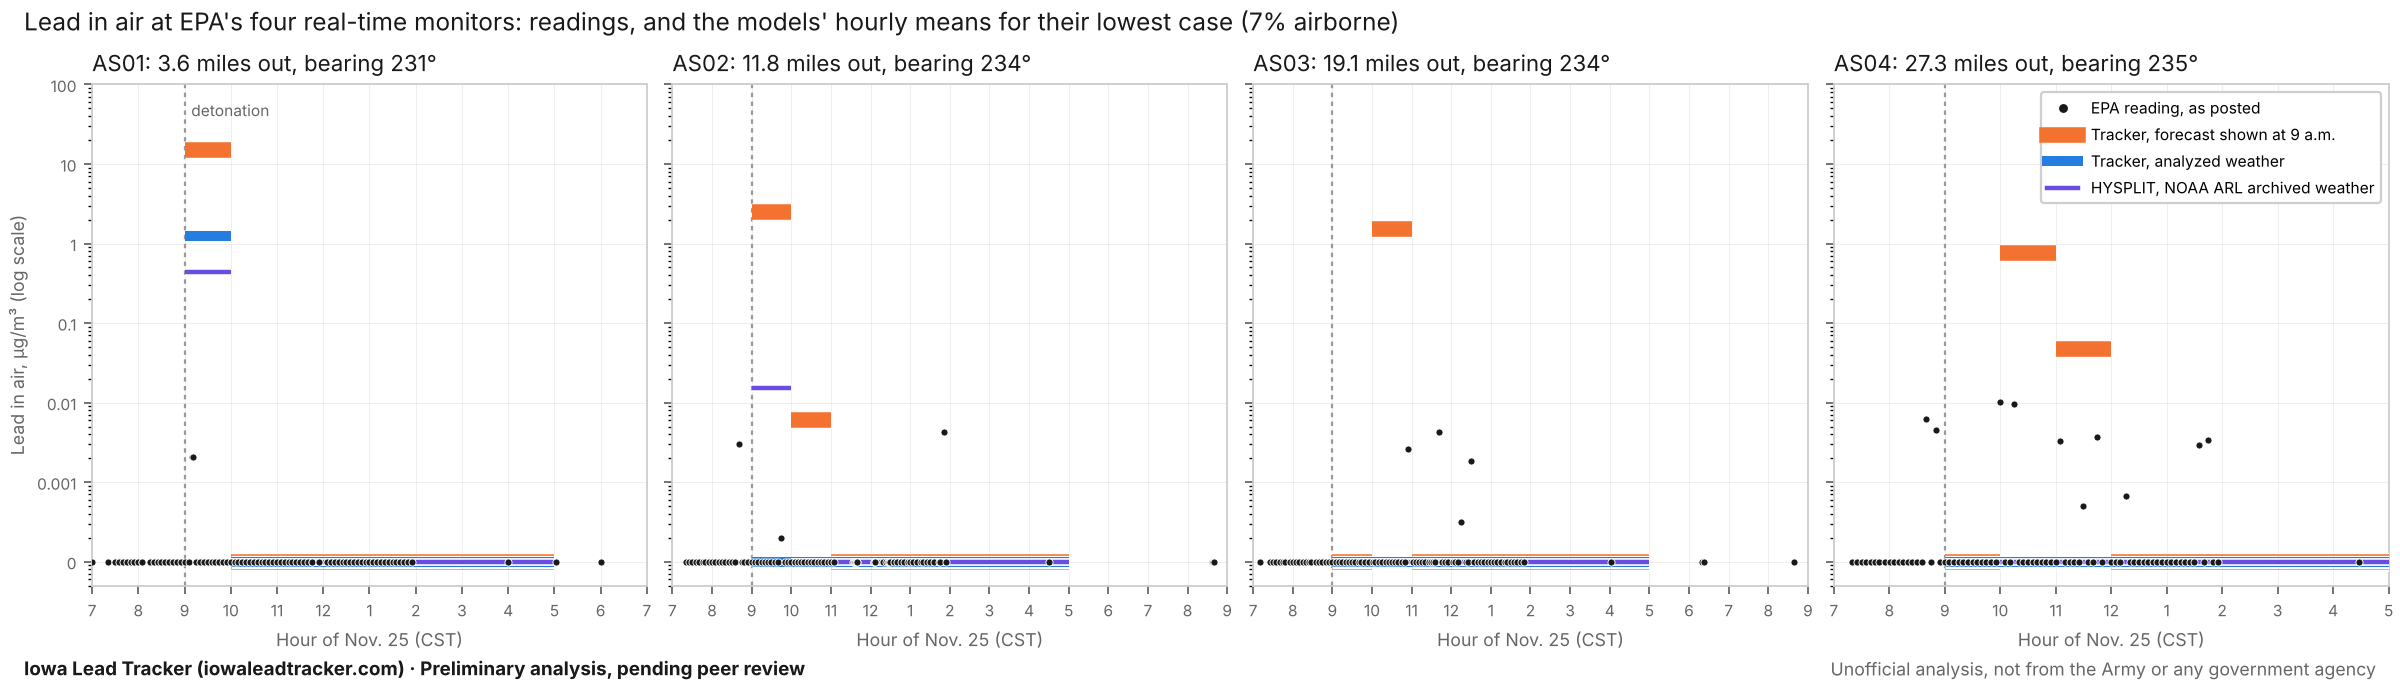 Lead in air at EPA's four real-time monitors: readings, and the models' hourly means for their lowest case (7% airborne)
AS01: 3.6 miles out, bearing 231°
AS02: 11.8 miles out, bearing 234°
AS03: 19.1 miles out, bearing 234°
AS04: 27.3 miles out, bearing 235°
Lead in air, µg/m³ (log scale)
100
10
1
0.1
0.01
0.001
0
detonation
EPA reading, as posted
Tracker, forecast shown at 9 a.m.
Tracker, analyzed weather
HYSPLIT, NOAA ARL archived weather
7 8 9 10 11 12 1 2 3 4 5 6 7
7 8 9 10 11 12 1 2 3 4 5 6 7 8 9
7 8 9 10 11 12 1 2 3 4 5 6 7 8 9
7 8 9 10 11 12 1 2 3 4 5
Hour of Nov. 25 (CST)
Hour of Nov. 25 (CST)
Hour of Nov. 25 (CST)
Hour of Nov. 25 (CST)
Iowa Lead Tracker (iowaleadtracker.com) · Preliminary analysis, pending peer review
Unofficial analysis, not from the Army or any government agency